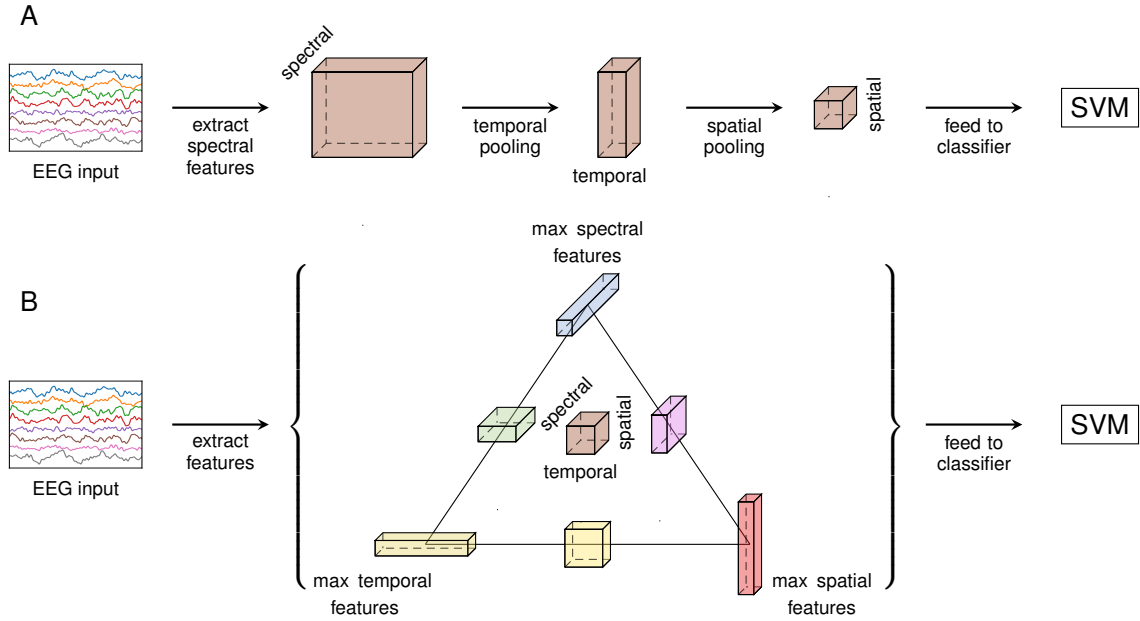 A
spectral
extract
spectral
features
EEG input
temporal
pooling
temporal
spatial
pooling
spatial
feed to
classifier
SVM
B
EEG input
extract
features
max spectral
features
spectral
spatial
temporal
max temporal
features
max spatial
features
feed to
classifier
SVM